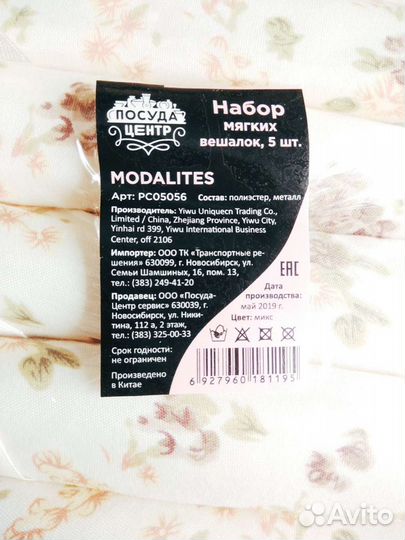 ПОСУДА
ЦЕНТР
Набор
мягких
вешалок, 5 шт.
MODALITES
Арт: PC05056 Состав: полиэстер, металл
Производитель: Yiwu Uniquecn Trading Co.,
Limited / China, Zhejiang Province, Yiwu City,
Yinhai rd 399, Yiwu International Business
Center, off 2106
Импортер: ООО ТК «Транспортные ре-
шения» 630099, г. Новосибирск, ул.
Семьи Шамшиных, 16, пом. 13,
тел.: (383) 249-41-20
Продавец: ООО «Посуда-
Центр сервис» 630039, г.
Новосибирск, ул. Ники-
тина, 112 а, 2 этаж,
тел.: (383) 325-00-33
Срок годности:
не ограничен
Произведено
в Китае
EAC
Дата
производства:
май 2019 г.
Цвет: микс
6 927960 181195
Avito